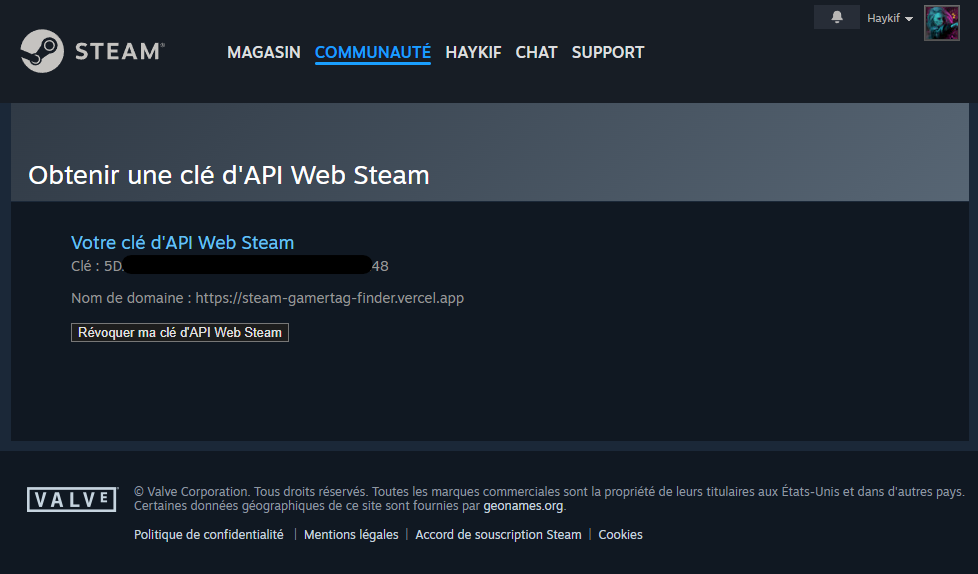 Haykif
STEAM®
MAGASIN COMMUNAUTÉ HAYKIF CHAT SUPPORT
Obtenir une clé d'API Web Steam
Votre clé d'API Web Steam
Clé : 5D 48
Nom de domaine : https://steam-gamertag-finder.vercel.app
Révoquer ma clé d'API Web Steam
VALVE
© Valve Corporation. Tous droits réservés. Toutes les marques commerciales sont la propriété de leurs titulaires aux États-Unis et dans d'autres pays.
Certaines données géographiques de ce site sont fournies par geonames.org.
Politique de confidentialité | Mentions légales | Accord de souscription Steam | Cookies